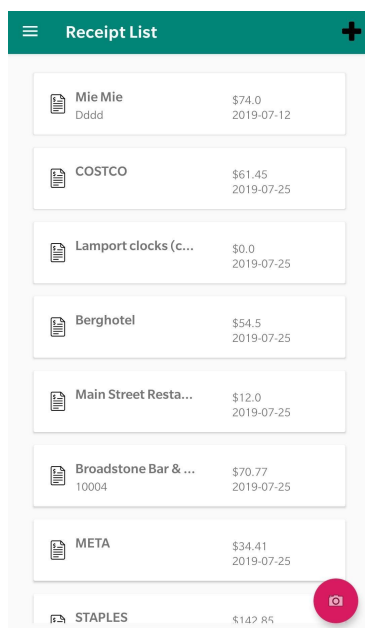 Receipt List
Mie Mie
Dddd
$74.0
2019-07-12
COSTCO
$61.45
2019-07-25
Lamport clocks (c...
$0.0
2019-07-25
Berghotel
$54.5
2019-07-25
Main Street Resta...
$12.0
2019-07-25
Broadstone Bar & ...
10004
$70.77
2019-07-25
META
$34.41
2019-07-25
STAPLES
$142.85